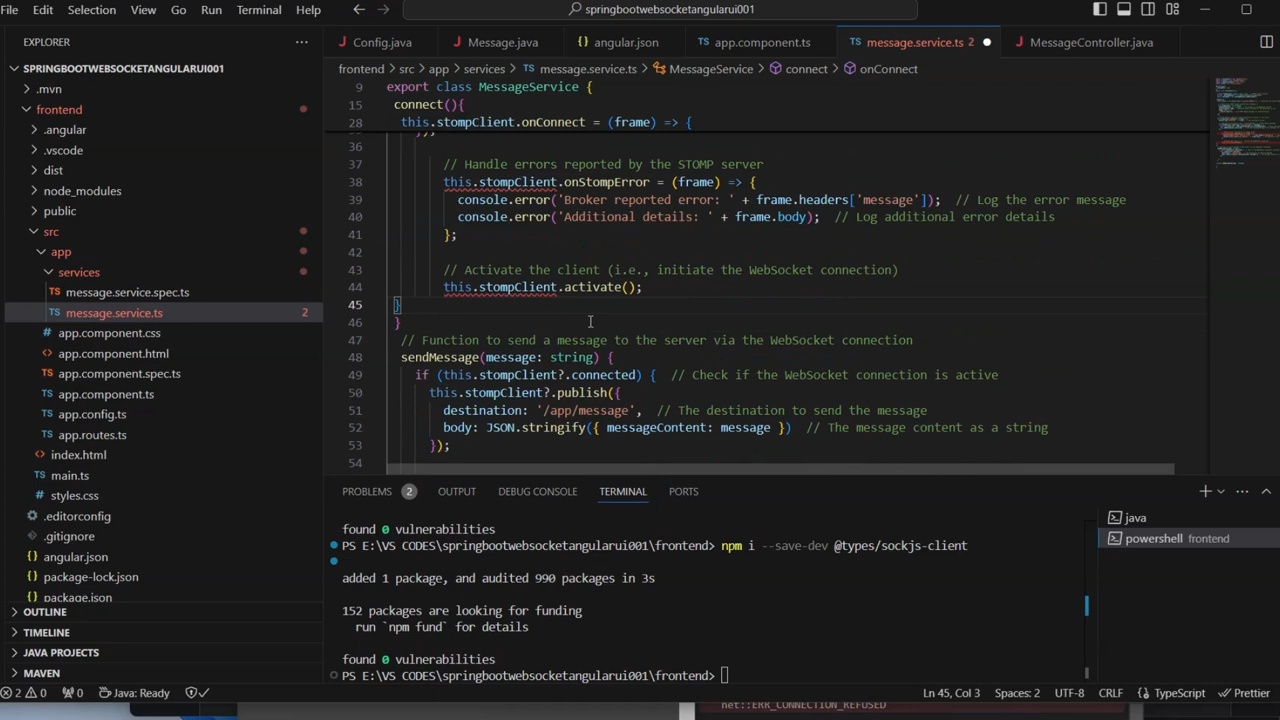 File Edit Selection View Go Run Terminal Help
springbootwebsocketangularui001
EXPLORER
SPRINGBOOTWEBSOCKETANGULARUI001
.mvn
frontend
.angular
.vscode
dist
node_modules
public
src
app
services
message.service.spec.ts
message.service.ts 2
app.component.css
app.component.html
app.component.spec.ts
app.component.ts
app.config.ts
app.routes.ts
index.html
main.ts
styles.css
.editorconfig
.gitignore
angular.json
package-lock.json
package.json
OUTLINE
TIMELINE
JAVA PROJECTS
MAVEN
Config.java Message.java angular.json app.component.ts message.service.ts 2 MessageController.java
frontend > src > app > services > message.service.ts > MessageService > connect > onConnect
9 export class MessageService {
15 connect(){
28 this.stompClient.onConnect = (frame) => {
});
36
37 // Handle errors reported by the STOMP server
38 this.stompClient.onStompError = (frame) => {
39 console.error('Broker reported error: ' + frame.headers['message']); // Log the error message
40 console.error('Additional details: ' + frame.body); // Log additional error details
41 };
42
43 // Activate the client (i.e., initiate the WebSocket connection)
44 this.stompClient.activate();
45 }
46 }
47 // Function to send a message to the server via the WebSocket connection
48 sendMessage(message: string) {
49 if (this.stompClient?.connected) { // Check if the WebSocket connection is active
50 this.stompClient?.publish({
51 destination: '/app/message', // The destination to send the message
52 body: JSON.stringify({ messageContent: message }) // The message content as a string
53 });
54
PROBLEMS 2 OUTPUT DEBUG CONSOLE TERMINAL PORTS
found 0 vulnerabilities
PS E:\VS CODES\springbootwebsocketangularui001\frontend> npm i --save-dev @types/sockjs-client
added 1 package, and audited 990 packages in 3s
152 packages are looking for funding
run `npm fund` for details
found 0 vulnerabilities
PS E:\VS CODES\springbootwebsocketangularui001\frontend>
java
powershell frontend
2 0 0 Java: Ready Ln 45, Col 3 Spaces: 2 UTF-8 CRLF {} TypeScript Prettier
net::ERR_CONNECTION_REFUSED